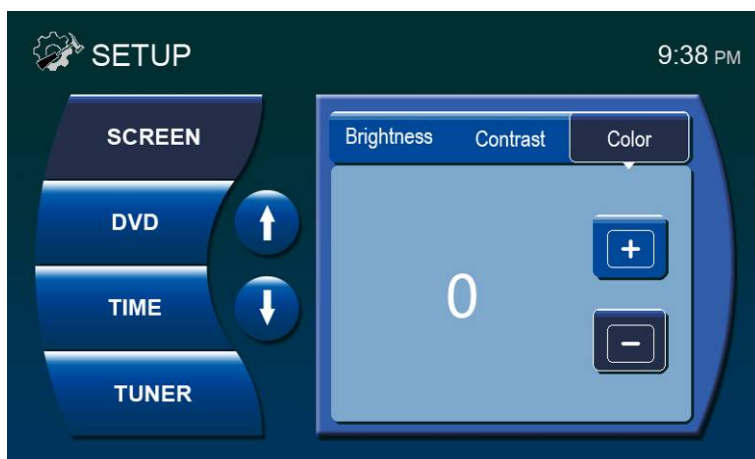 SETUP
9:38 PM
SCREEN
DVD
TIME
TUNER
Brightness Contrast Color
0
+
−